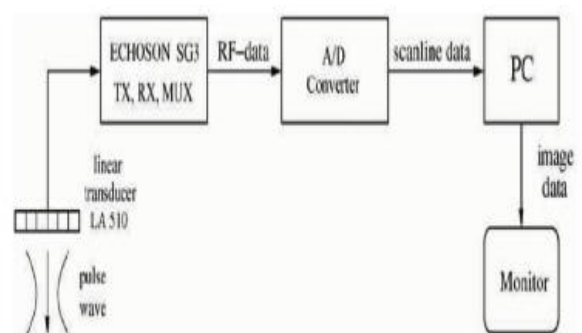 ECHOSON SG3
TX, RX, MUX
RF-data
A/D
Converter
scanline data
PC
linear
transducer
LA 510
image
data
pulse
wave
Monitor